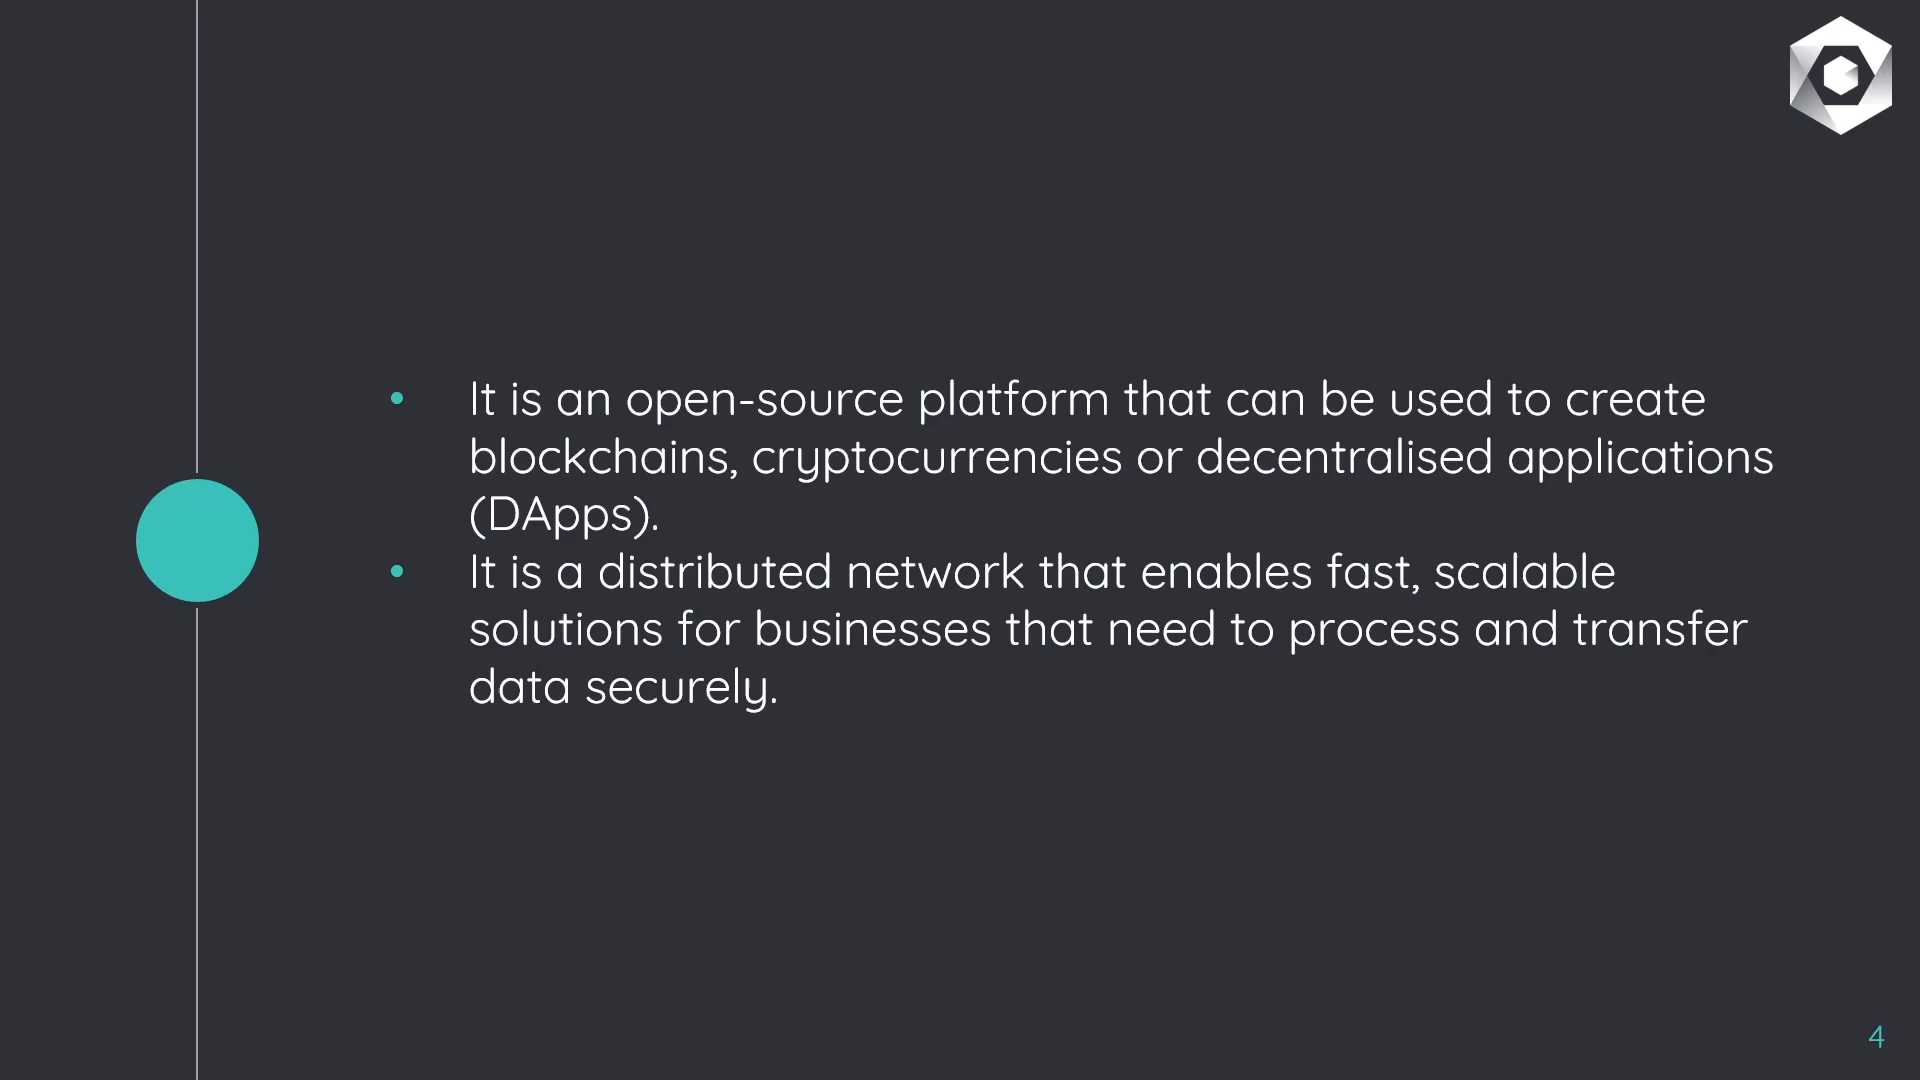 • It is an open-source platform that can be used to create
blockchains, cryptocurrencies or decentralised applications
(DApps).
• It is a distributed network that enables fast, scalable
solutions for businesses that need to process and transfer
data securely.
4